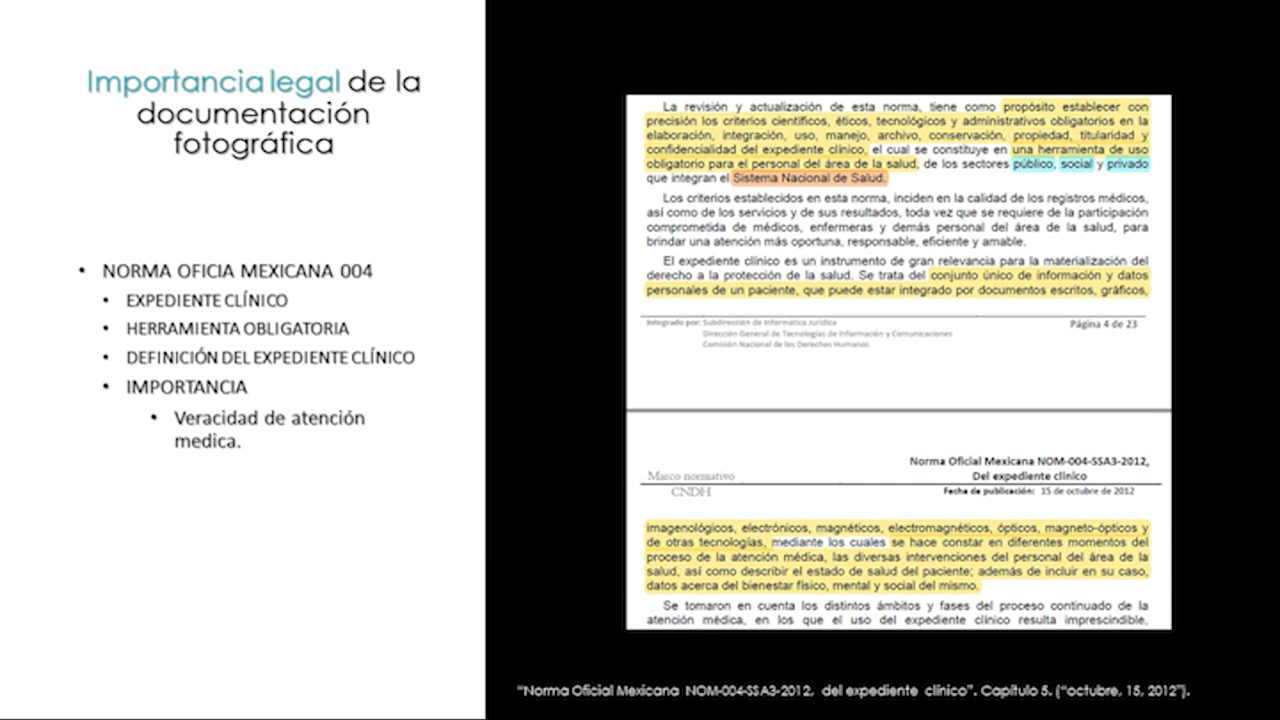 Importancia legal de la
documentación
fotográfica
• NORMA OFICIA MEXICANA 004
• EXPEDIENTE CLÍNICO
• HERRAMIENTA OBLIGATORIA
• DEFINICIÓN DEL EXPEDIENTE CLÍNICO
• IMPORTANCIA
• Veracidad de atención
medica.
La revisión y actualización de esta norma, tiene como propósito establecer con
precisión los criterios científicos, éticos, tecnológicos y administrativos obligatorios en la
elaboración, integración, uso, manejo, archivo, conservación, propiedad, titularidad y
confidencialidad del expediente clínico, el cual se constituye en una herramienta de uso
obligatorio para el personal del área de la salud, de los sectores público, social y privado
que integran el Sistema Nacional de Salud.
Los criterios establecidos en esta norma, inciden en la calidad de los registros médicos,
así como de los servicios y de sus resultados, toda vez que se requiere de la participación
comprometida de médicos, enfermeras y demás personal del área de la salud, para
brindar una atención más oportuna, responsable, eficiente y amable.
El expediente clínico es un instrumento de gran relevancia para la materialización del
derecho a la protección de la salud. Se trata del conjunto único de información y datos
personales de un paciente, que puede estar integrado por documentos escritos, gráficos,
Integrado por: Subdirección de Informática Jurídica
Página 4 de 23
Dirección General de Tecnologías de Información y Comunicaciones
Comisión Nacional de los Derechos Humanos
Norma Oficial Mexicana NOM-004-SSA3-2012,
Marco normativo
Del expediente clínico
CNDH
Fecha de publicación: 15 de octubre de 2012
imagenológicos, electrónicos, magnéticos, electromagnéticos, ópticos, magneto-ópticos y
de otras tecnologías, mediante los cuales se hace constar en diferentes momentos del
proceso de la atención médica, las diversas intervenciones del personal del área de la
salud, así como describir el estado de salud del paciente; además de incluir en su caso,
datos acerca del bienestar físico, mental y social del mismo.
Se tomaron en cuenta los distintos ámbitos y fases del proceso continuado de la
atención médica, en los que el uso del expediente clínico resulta imprescindible,
"Norma Oficial Mexicana NOM-004-SSA3-2012, del expediente clínico". Capítulo 5. ("octubre, 15, 2012").